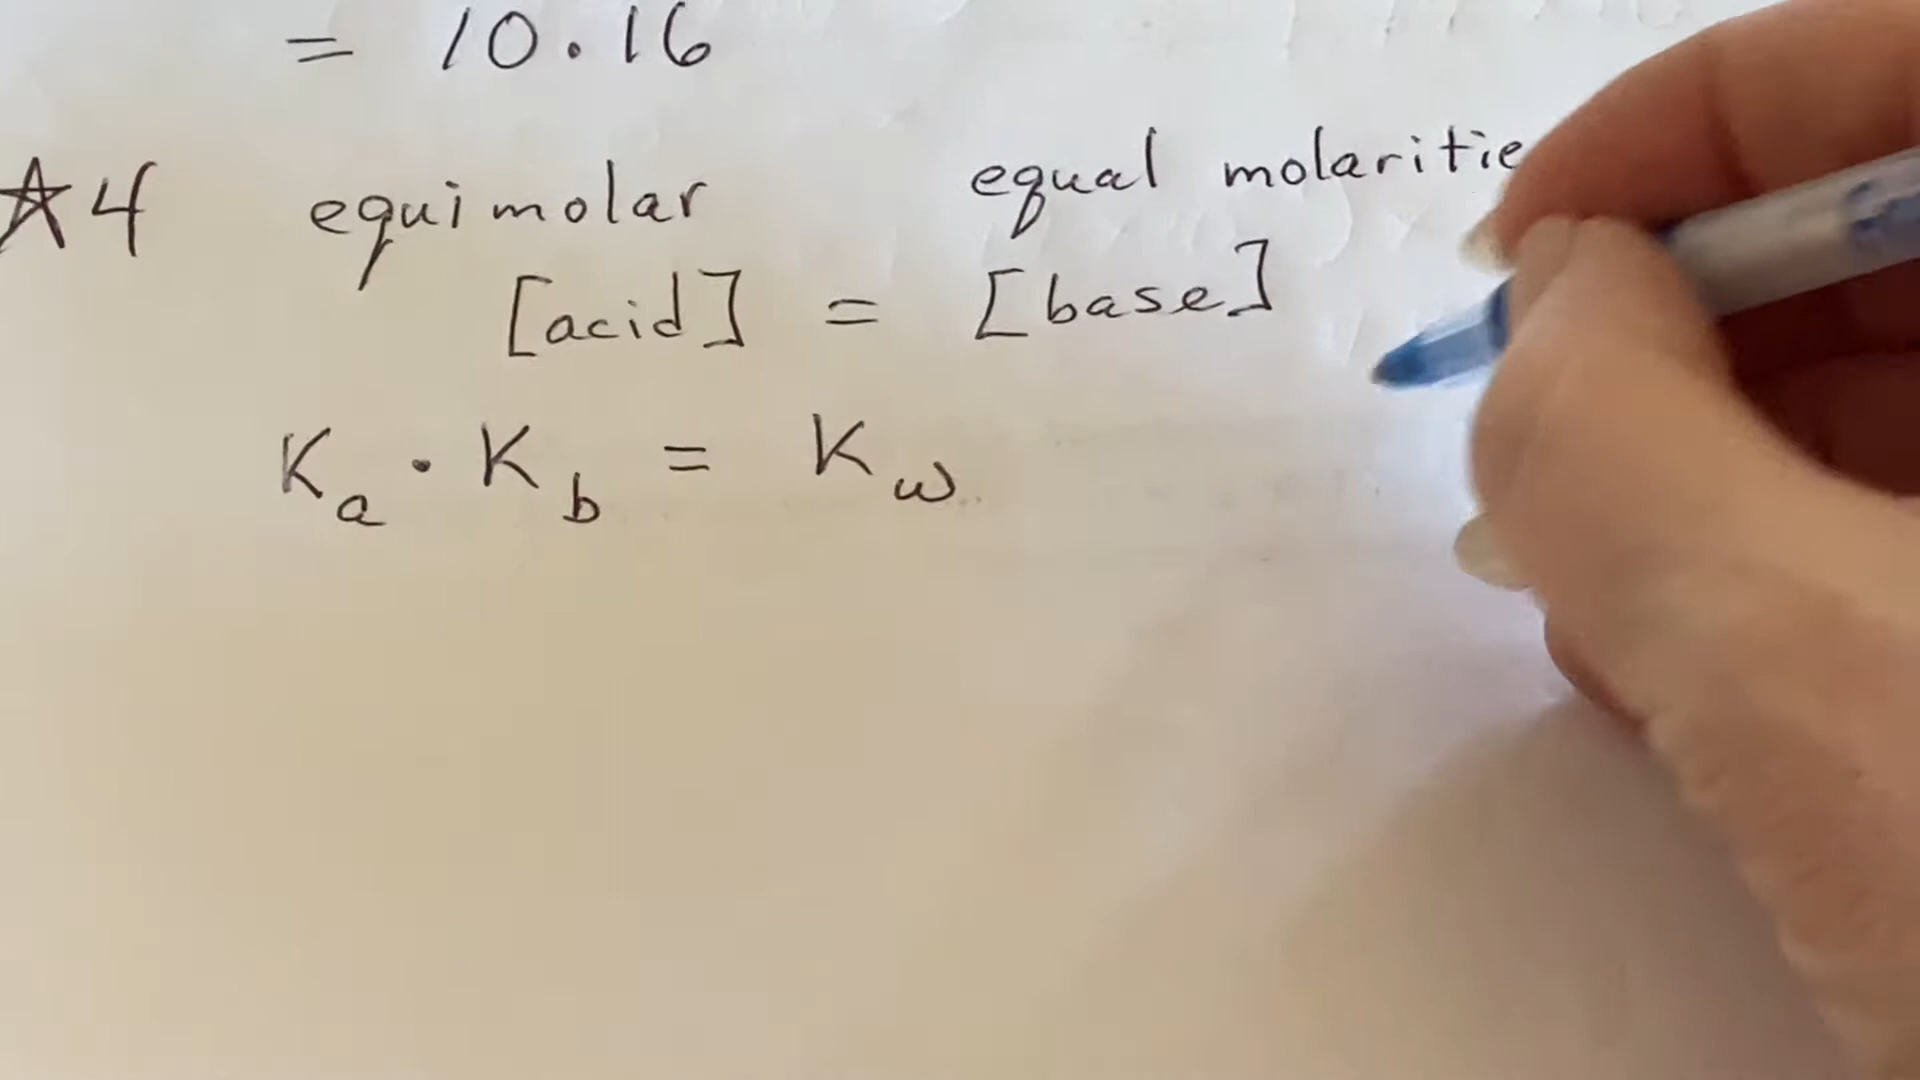 = 10.16
☆4 equimolar equal molaritie
[acid] = [base]
Ka · Kb = Kw